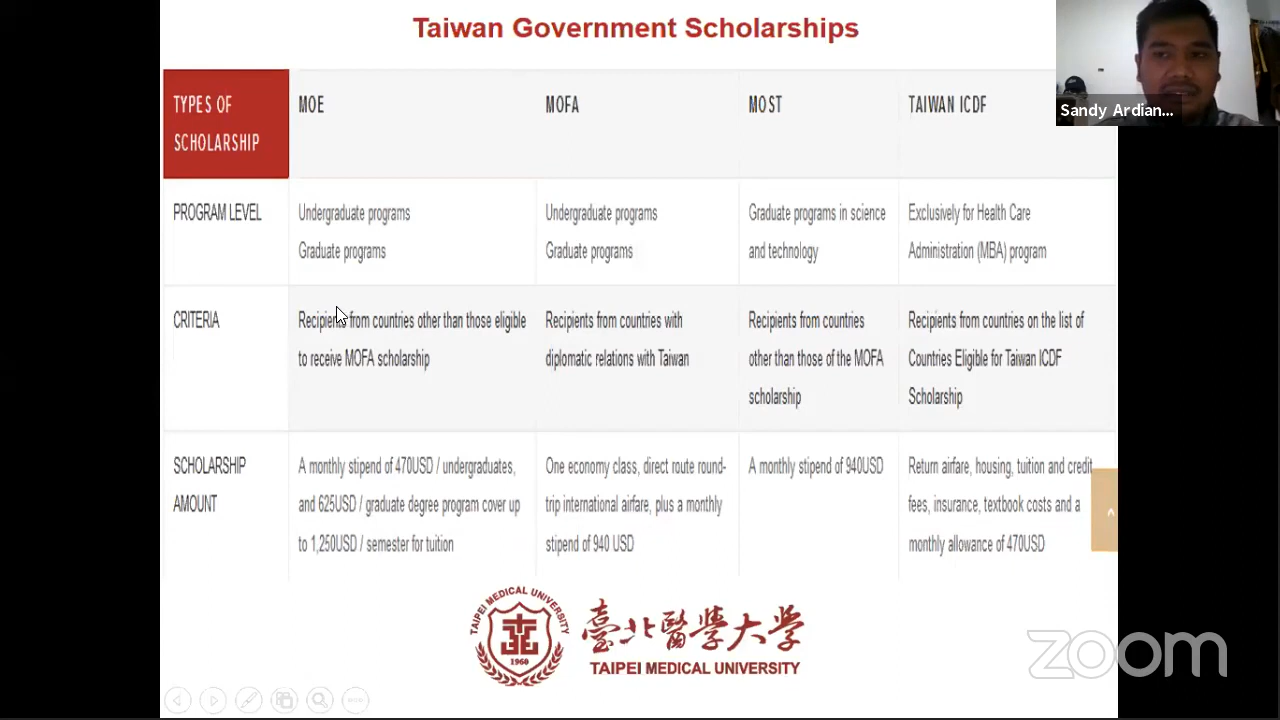 Taiwan Government Scholarships
TYPES OF
SCHOLARSHIP
MOE
MOFA
MOST
TAIWAN ICDF
PROGRAM LEVEL
Undergraduate programs
Graduate programs
Undergraduate programs
Graduate programs
Graduate programs in science
and technology
Exclusively for Health Care
Administration (MBA) program
CRITERIA
Recipients from countries other than those eligible
to receive MOFA scholarship
Recipients from countries with
diplomatic relations with Taiwan
Recipients from countries
other than those of the MOFA
scholarship
Recipients from countries on the list of
Countries Eligible for Taiwan ICDF
Scholarship
SCHOLARSHIP
AMOUNT
A monthly stipend of 470USD / undergraduates,
and 625USD / graduate degree program cover up
to 1,250USD / semester for tuition
One economy class, direct route round-
trip international airfare, plus a monthly
stipend of 940 USD
A monthly stipend of 940USD
Return airfare, housing, tuition and credit
fees, insurance, textbook costs and a
monthly allowance of 470USD
Sandy Ardian...
TAIPEI MEDICAL UNIVERSITY
1960
臺北醫學大學
TAIPEI MEDICAL UNIVERSITY
zoom